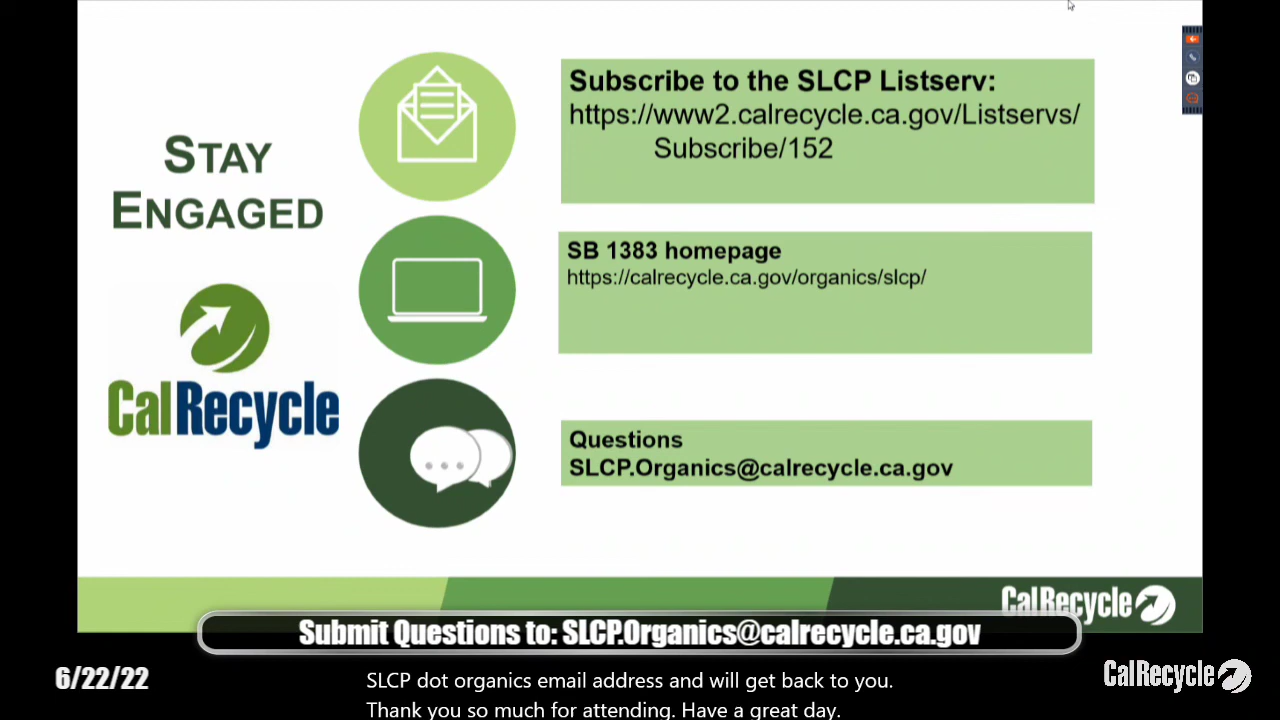 STAY
ENGAGED
CalRecycle
Subscribe to the SLCP Listserv:
https://www2.calrecycle.ca.gov/Listservs/
Subscribe/152
SB 1383 homepage
https://calrecycle.ca.gov/organics/slcp/
Questions
SLCP.Organics@calrecycle.ca.gov
CalRecycle
Submit Questions to: SLCP.Organics@calrecycle.ca.gov
6/22/22
SLCP dot organics email address and will get back to you.
Thank you so much for attending. Have a great day.
CalRecycle